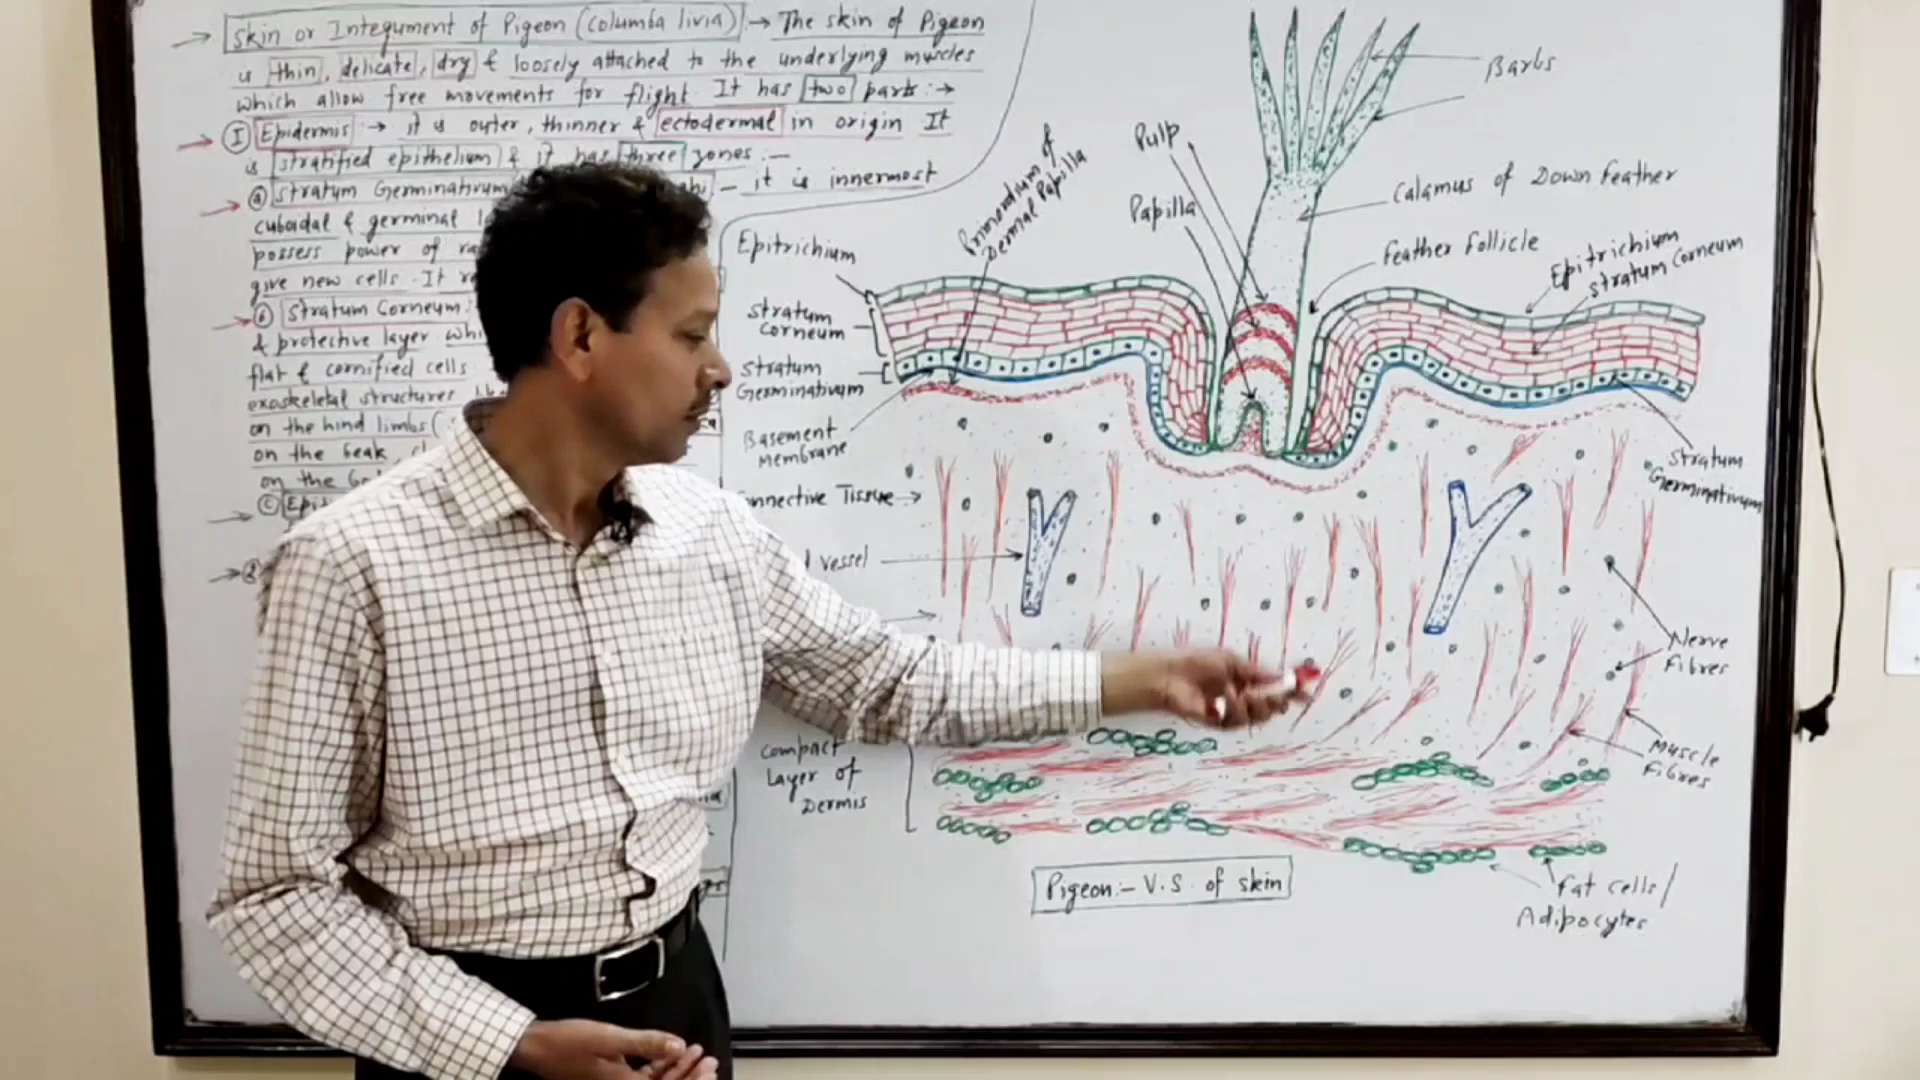 Skin or Integument of Pigeon (columba livia) → The skin of Pigeon
is thin, delicate, dry & loosely attached to the underlying muscles
which allow free movements for flight. It has two parts:→
I Epidermis → it is outer, thinner & ectodermal in origin It
is stratified epithelium & it has three zones:—
a Stratum Germinativum — it is innermost
cuboidal & germinal
possess power of
give new cells. It
b Stratum Corneum:
& protective layer
flat & cornified cells
exoskeletal structures
on the hind limbs (
on the beak,
on the
c
Barbs
Pulp
Primordium of
Dermal Papilla
Papilla
Calamus of Down Feather
Epitrichium
Feather Follicle
Epitrichium
Stratum Corneum
Stratum
Corneum
Stratum
Germinativum
Basement
Membrane
Stratum
Germinativum
nnective Tissue
vessel
Nerve
Fibres
Compact
Layer of
Dermis
Muscle
Fibres
Pigeon:- V.S. of skin
Fat cells/
Adipocytes